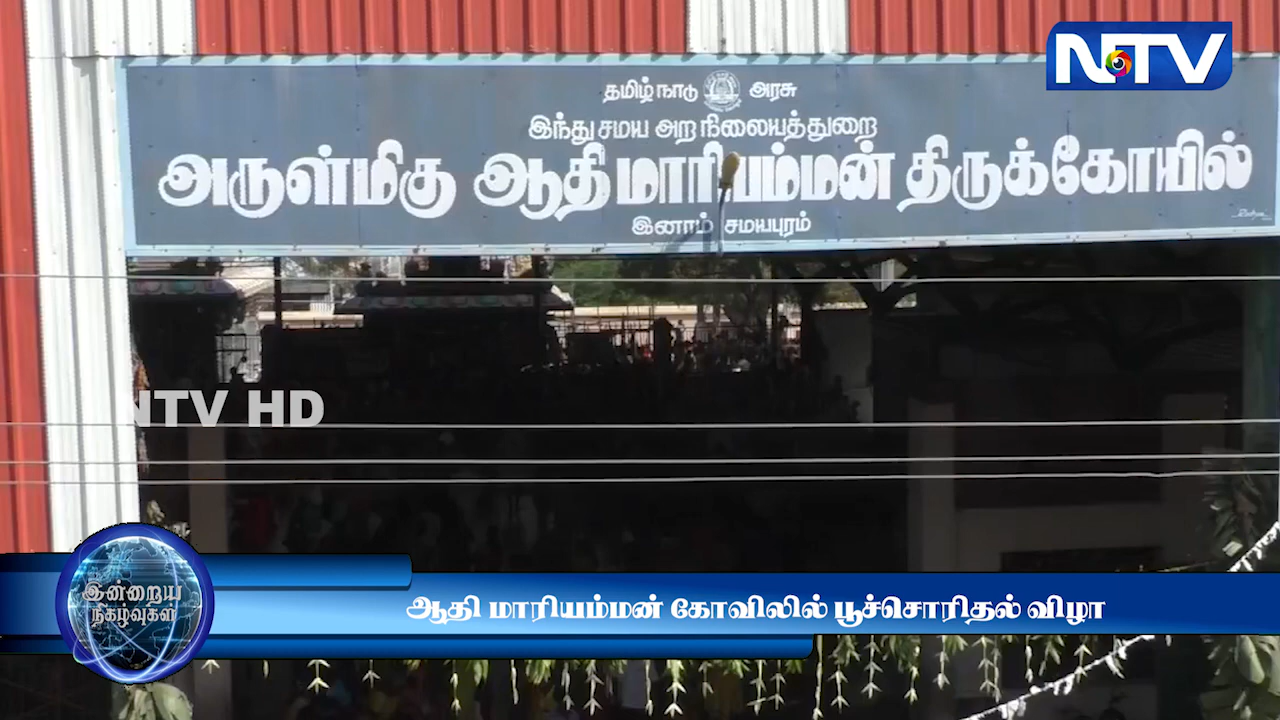 NTV
தமிழ்நாடு அரசு
இந்து சமய அறநிலையத்துறை
அருள்மிகு ஆதி மாரியம்மன் திருக்கோயில்
இனாம் சமயபுரம்
NTV HD
இன்றைய
நிகழ்வுகள்
ஆதி மாரியம்மன் கோவிலில் பூச்சொரிதல் விழா